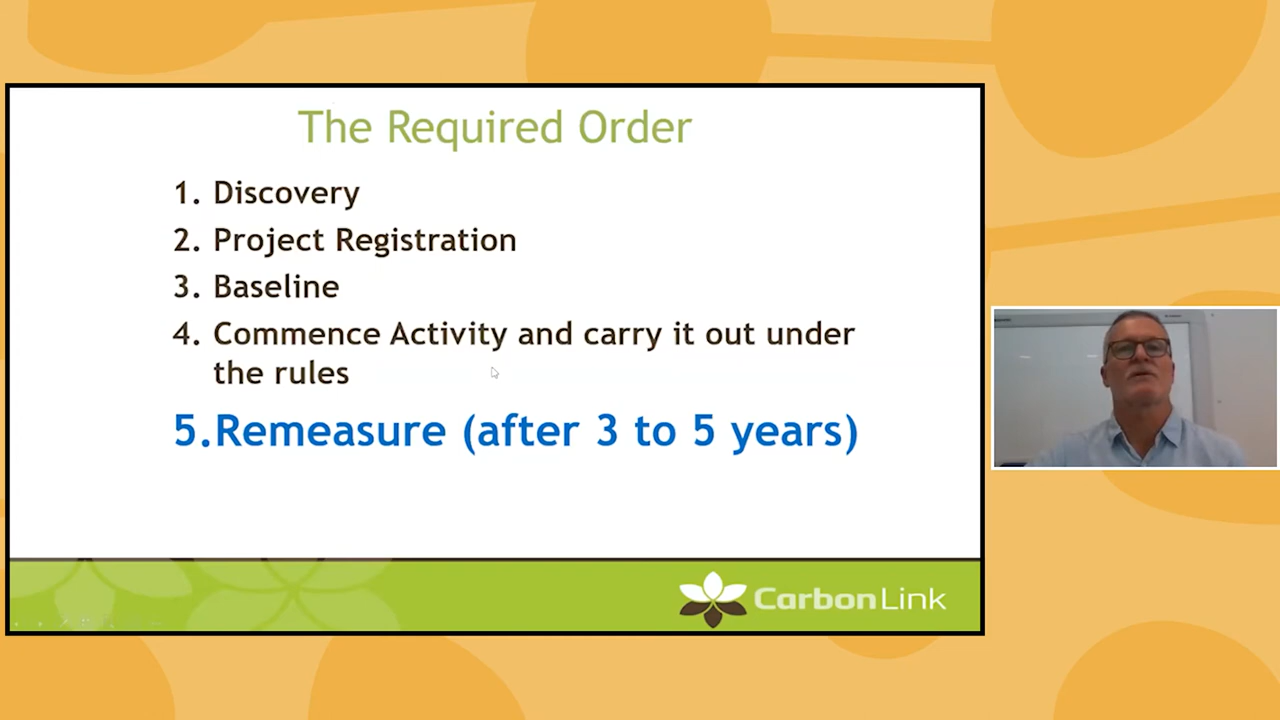 The Required Order
1. Discovery
2. Project Registration
3. Baseline
4. Commence Activity and carry it out under
the rules
5.Remeasure (after 3 to 5 years)
CarbonLink